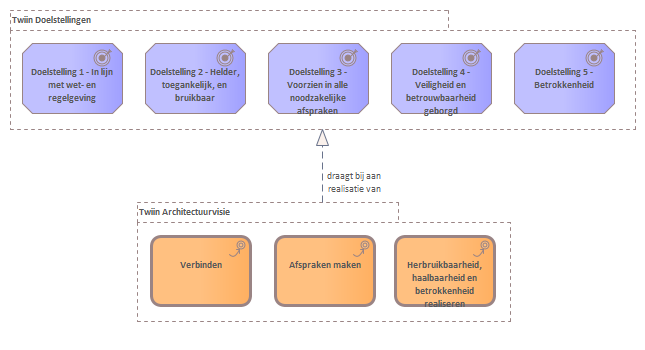 Twiin Doelstellingen
Doelstelling 1 - In lijn
met wet- en
regelgeving
Doelstelling 2 - Helder,
toegankelijk, en
bruikbaar
Doelstelling 3 -
Voorzien in alle
noodzakelijke
afspraken
Doelstelling 4 -
Veiligheid en
betrouwbaarheid
geborgd
Doelstelling 5 -
Betrokkenheid
draagt bij aan
realisatie van
Twiin Architectuurvisie
Verbinden
Afspraken maken
Herbruikbaarheid,
haalbaarheid en
betrokkenheid
realiseren